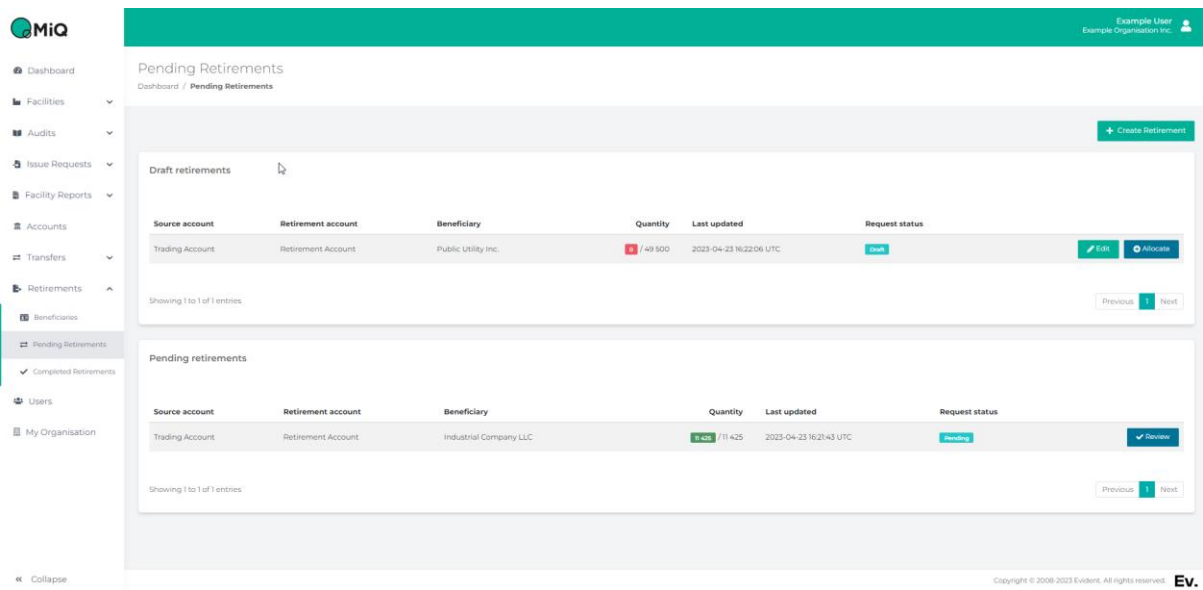 MiQ
Example User
Example Organisation Inc.
Dashboard
Facilities
Audits
Issue Requests
Facility Reports
Accounts
Transfers
Retirements
Beneficiaries
Pending Retirements
Completed Retirements
Users
My Organisation
Collapse
Pending Retirements
Dashboard / Pending Retirements
+ Create Retirement
Draft retirements
Source account Retirement account Beneficiary Quantity Last updated Request status
Trading Account Retirement Account Public Utility Inc. 0 / 49 500 2023-04-23 16:22:06 UTC Draft Edit Allocate
Showing 1 to 1 of 1 entries Previous 1 Next
Pending retirements
Source account Retirement account Beneficiary Quantity Last updated Request status
Trading Account Retirement Account Industrial Company LLC 11 425 / 11 425 2023-04-23 16:21:43 UTC Pending Review
Showing 1 to 1 of 1 entries Previous 1 Next
Copyright © 2008-2023 Evident. All rights reserved. Ev.